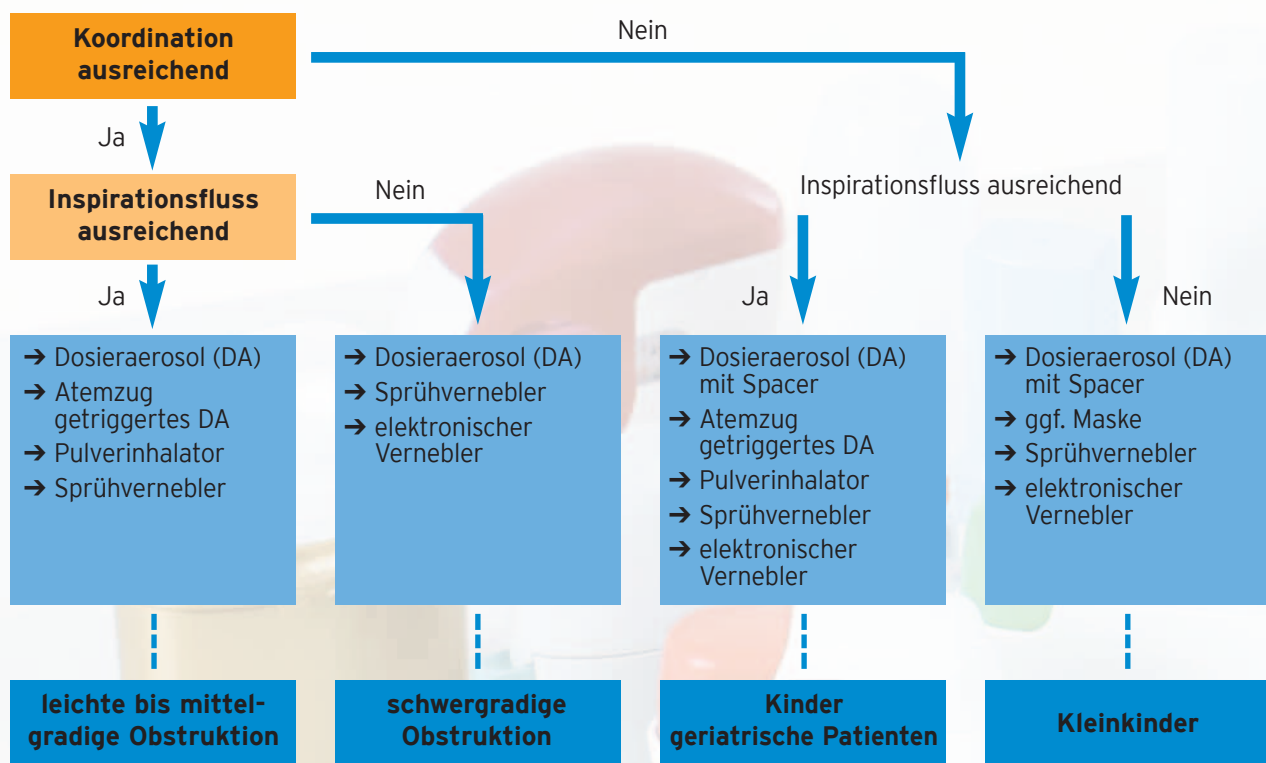 Koordination
ausreichend
Nein
Ja
Inspirationsfluss
ausreichend
Nein
Inspirationsfluss ausreichend
Ja
Ja
Nein
➔ Dosieraerosol (DA)
➔ Atemzug
getriggertes DA
➔ Pulverinhalator
➔ Sprühvernebler
➔ Dosieraerosol (DA)
➔ Sprühvernebler
➔ elektronischer
Vernebler
➔ Dosieraerosol (DA)
mit Spacer
➔ Atemzug
getriggertes DA
➔ Pulverinhalator
➔ Sprühvernebler
➔ elektronischer
Vernebler
➔ Dosieraerosol (DA)
mit Spacer
➔ ggf. Maske
➔ Sprühvernebler
➔ elektronischer
Vernebler
leichte bis mittel-
gradige Obstruktion
schwergradige
Obstruktion
Kinder
geriatrische Patienten
Kleinkinder